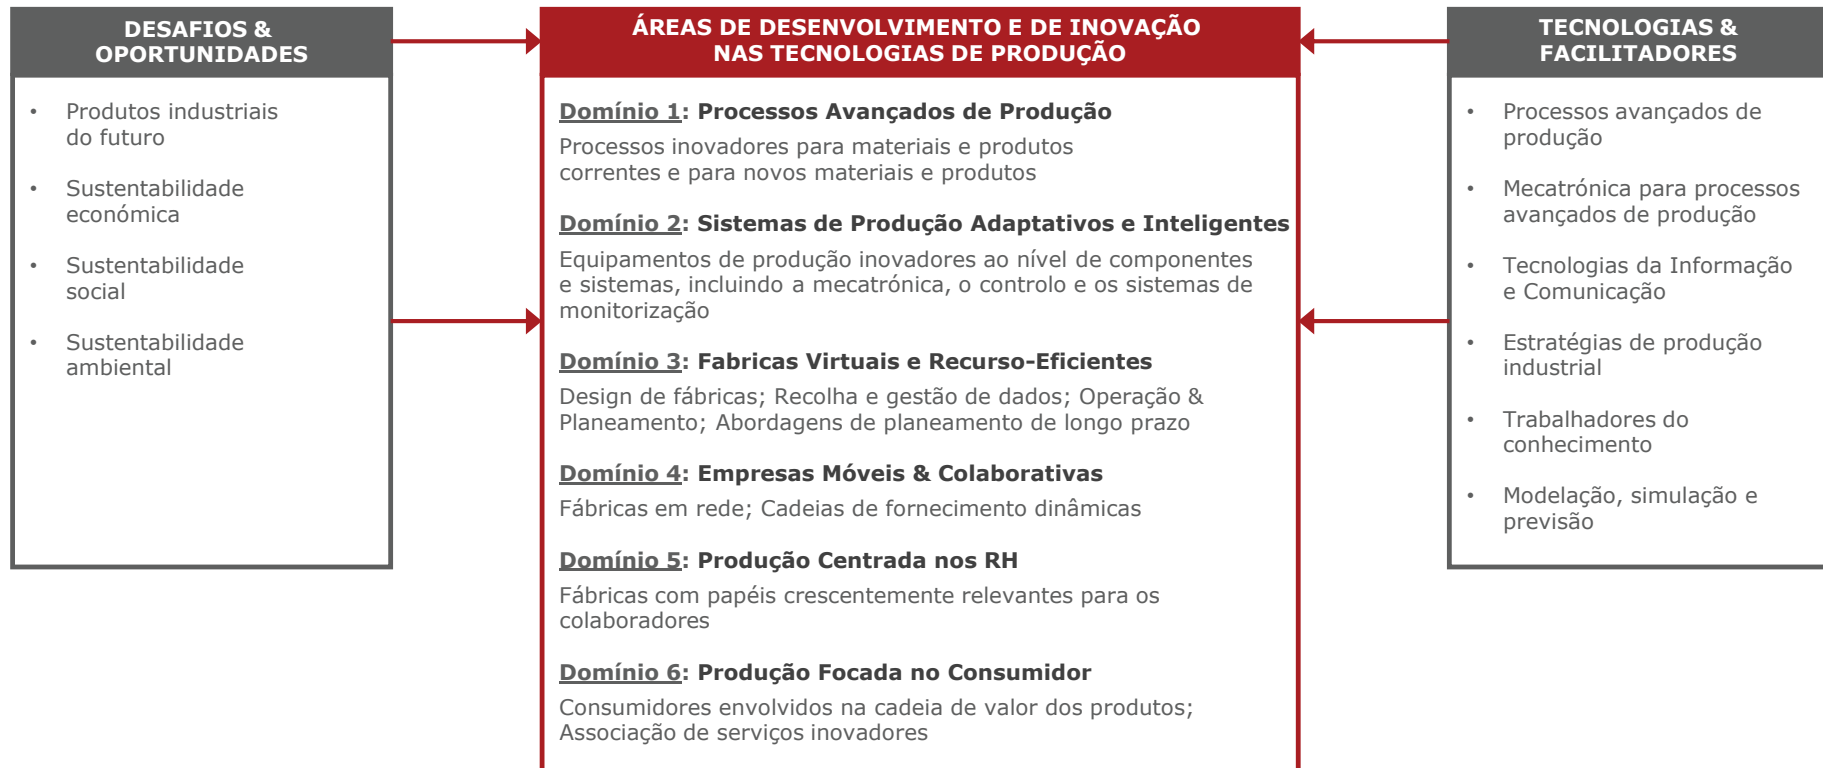 DESAFIOS &
OPORTUNIDADES
• Produtos industriais
do futuro
• Sustentabilidade
económica
• Sustentabilidade
social
• Sustentabilidade
ambiental
ÁREAS DE DESENVOLVIMENTO E DE INOVAÇÃO
NAS TECNOLOGIAS DE PRODUÇÃO
Domínio 1: Processos Avançados de Produção
Processos inovadores para materiais e produtos
correntes e para novos materiais e produtos
Domínio 2: Sistemas de Produção Adaptativos e Inteligentes
Equipamentos de produção inovadores ao nível de componentes
e sistemas, incluindo a mecatrónica, o controlo e os sistemas de
monitorização
Domínio 3: Fabricas Virtuais e Recurso-Eficientes
Design de fábricas; Recolha e gestão de dados; Operação &
Planeamento; Abordagens de planeamento de longo prazo
Domínio 4: Empresas Móveis & Colaborativas
Fábricas em rede; Cadeias de fornecimento dinâmicas
Domínio 5: Produção Centrada nos RH
Fábricas com papéis crescentemente relevantes para os
colaboradores
Domínio 6: Produção Focada no Consumidor
Consumidores envolvidos na cadeia de valor dos produtos;
Associação de serviços inovadores
TECNOLOGIAS &
FACILITADORES
• Processos avançados de
produção
• Mecatrónica para processos
avançados de produção
• Tecnologias da Informação
e Comunicação
• Estratégias de produção
industrial
• Trabalhadores do
conhecimento
• Modelação, simulação e
previsão